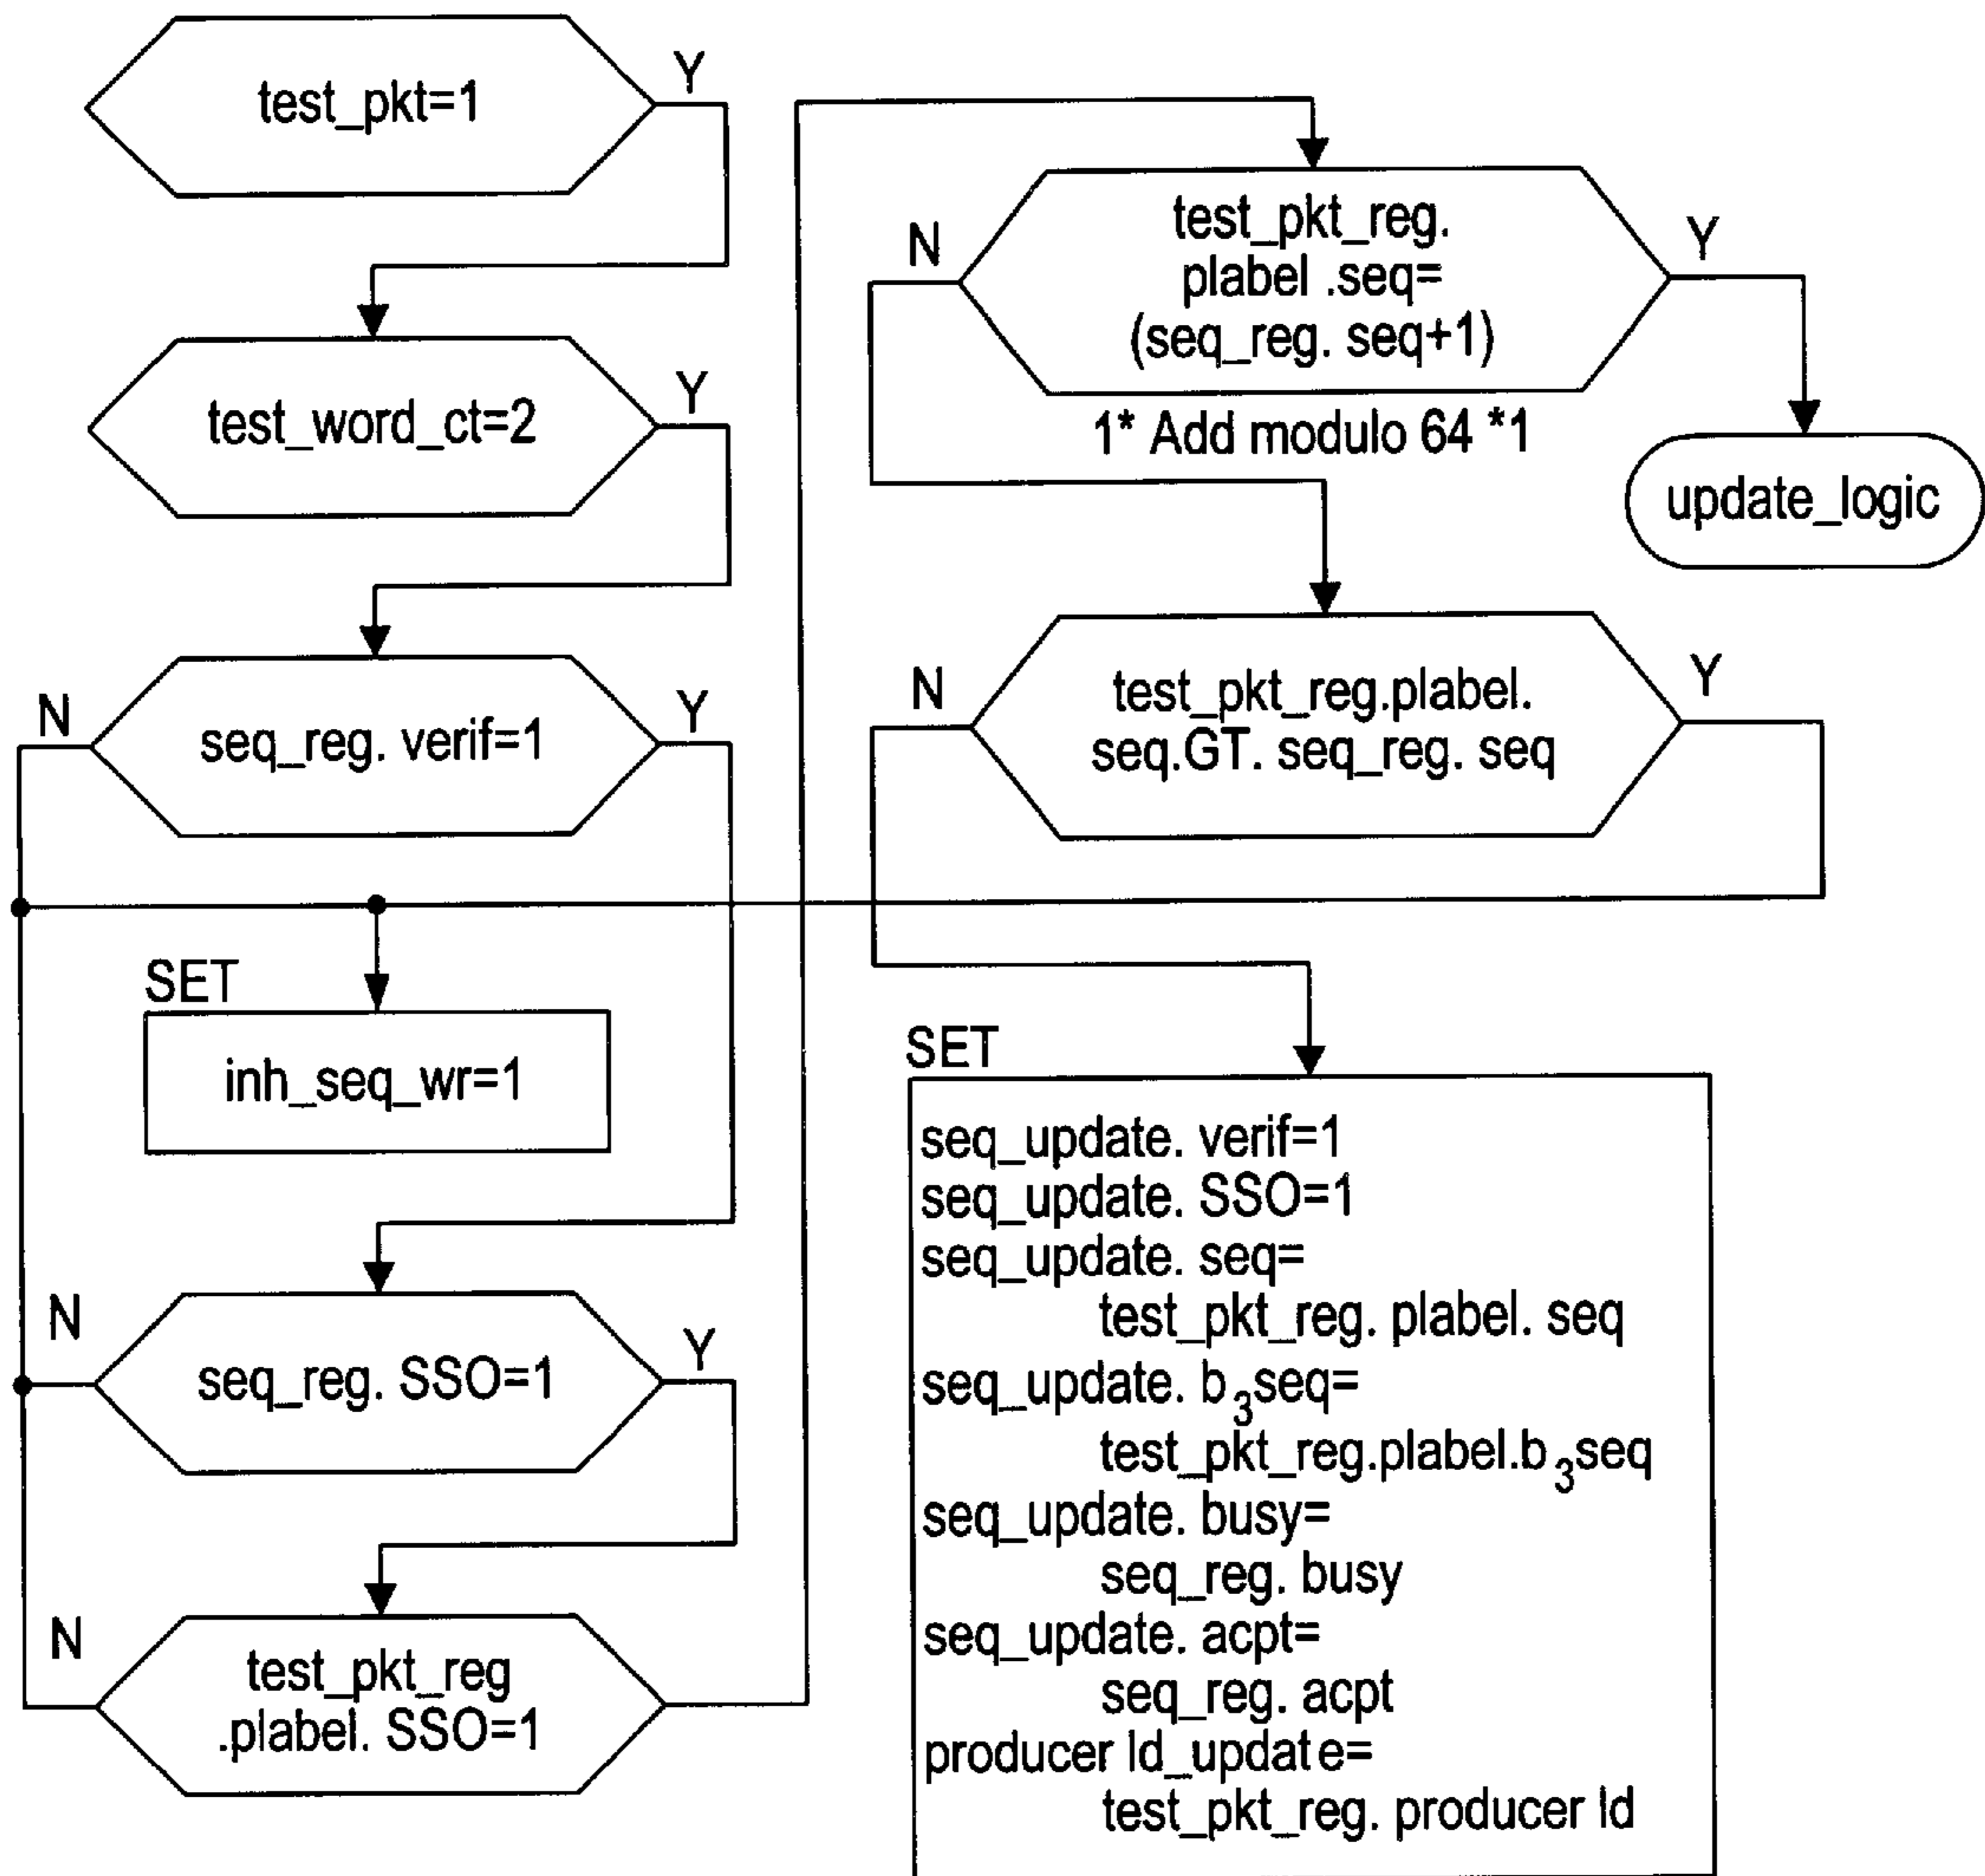 test_pkt=1
Y
test_word_ct=2
Y
N
seq_reg. verif=1
Y
SET
inh_seq_wr=1
N
seq_reg. SSO=1
Y
N
test_pkt_reg
.plabel. SSO=1
N
test_pkt_reg.
plabel .seq=
(seq_reg. seq+1)
Y
1* Add modulo 64 *1
update_logic
N
test_pkt_reg.plabel.
seq.GT. seq_reg. seq
Y
SET
seq_update. verif=1
seq_update. SSO=1
seq_update. seq=
test_pkt_reg. plabel. seq
seq_update. b₃seq=
test_pkt_reg.plabel.b₃seq
seq_update. busy=
seq_reg. busy
seq_update. acpt=
seq_reg. acpt
producer Id_update=
test_pkt_reg. producer Id